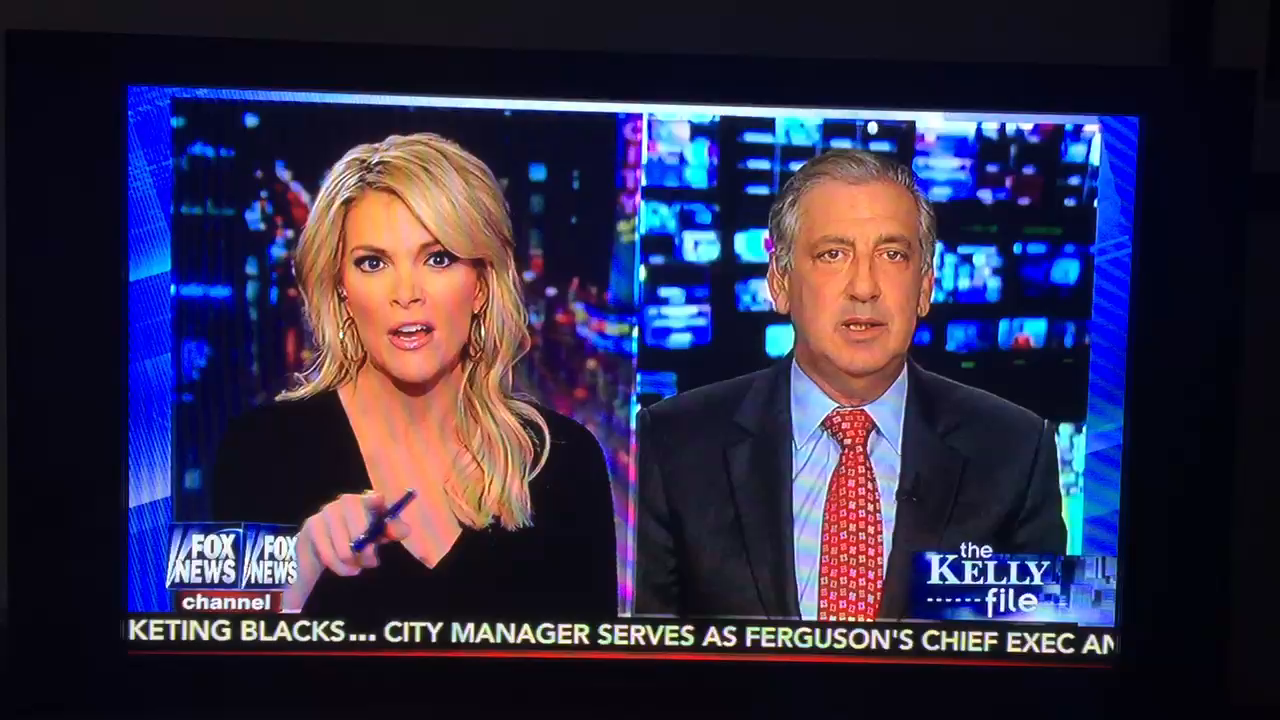 FOX NEWS
FOX NEWS
channel
the
KELLY
file
KETING BLACKS... CITY MANAGER SERVES AS FERGUSON'S CHIEF EXEC AN